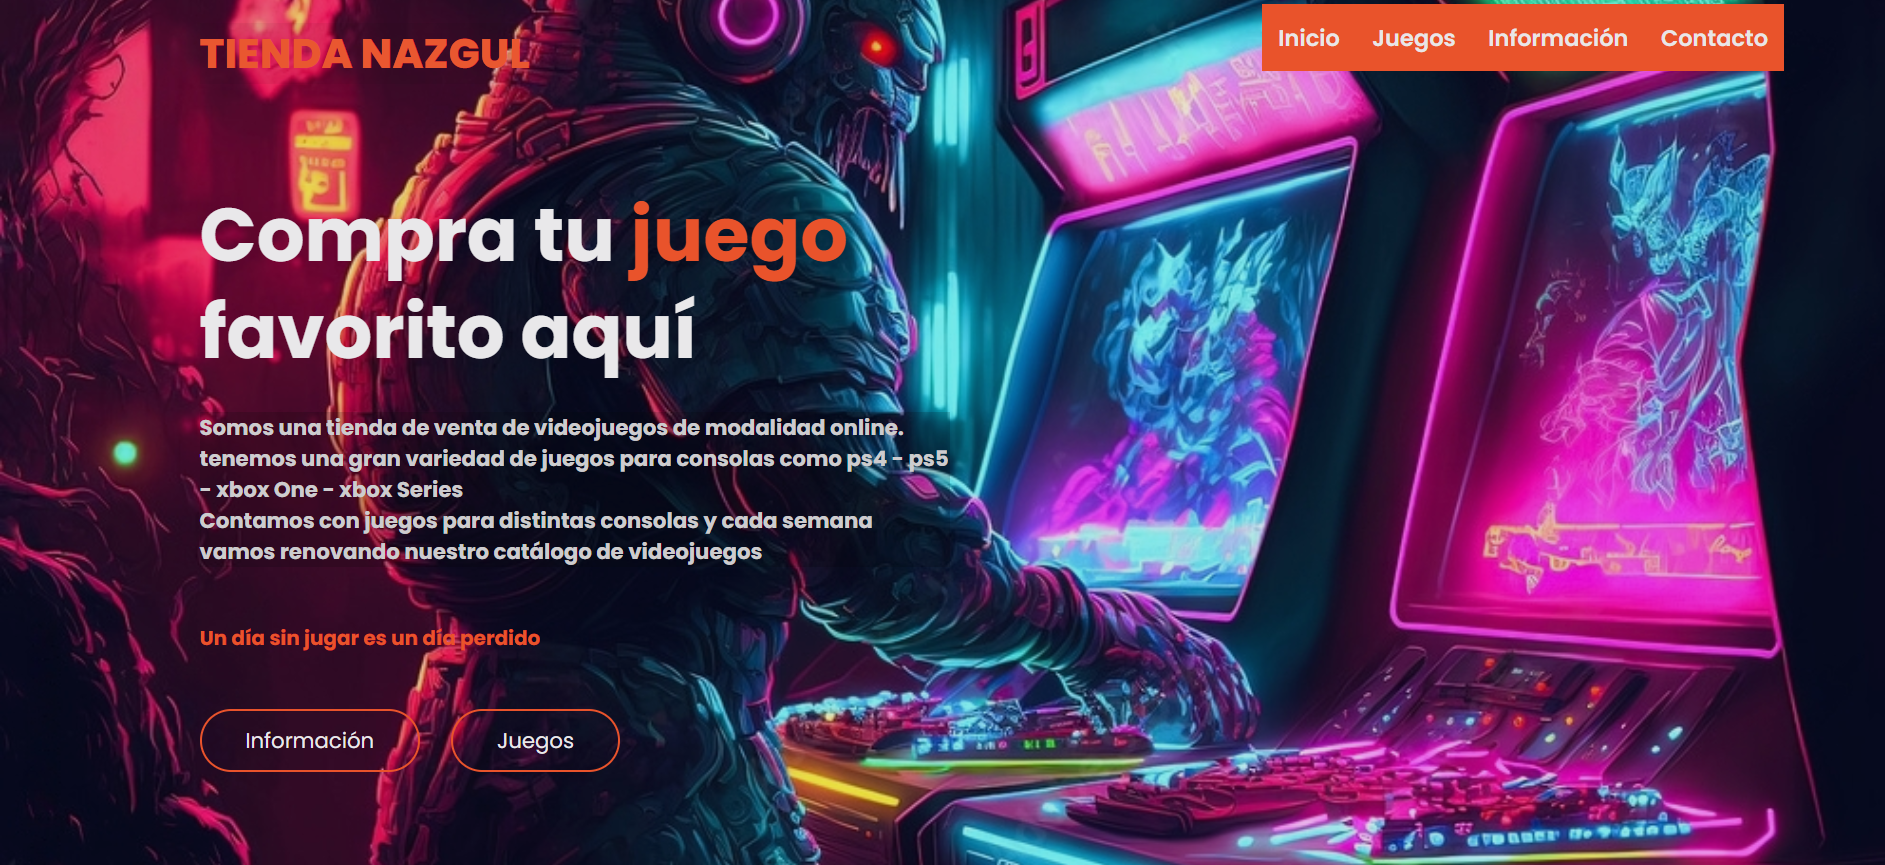 TIENDA NAZGUL
Inicio Juegos Información Contacto
Compra tu juego
favorito aquí
Somos una tienda de venta de videojuegos de modalidad online.
tenemos una gran variedad de juegos para consolas como ps4 - ps5
- xbox One - xbox Series
Contamos con juegos para distintas consolas y cada semana
vamos renovando nuestro catálogo de videojuegos
Un día sin jugar es un día perdido
Información Juegos